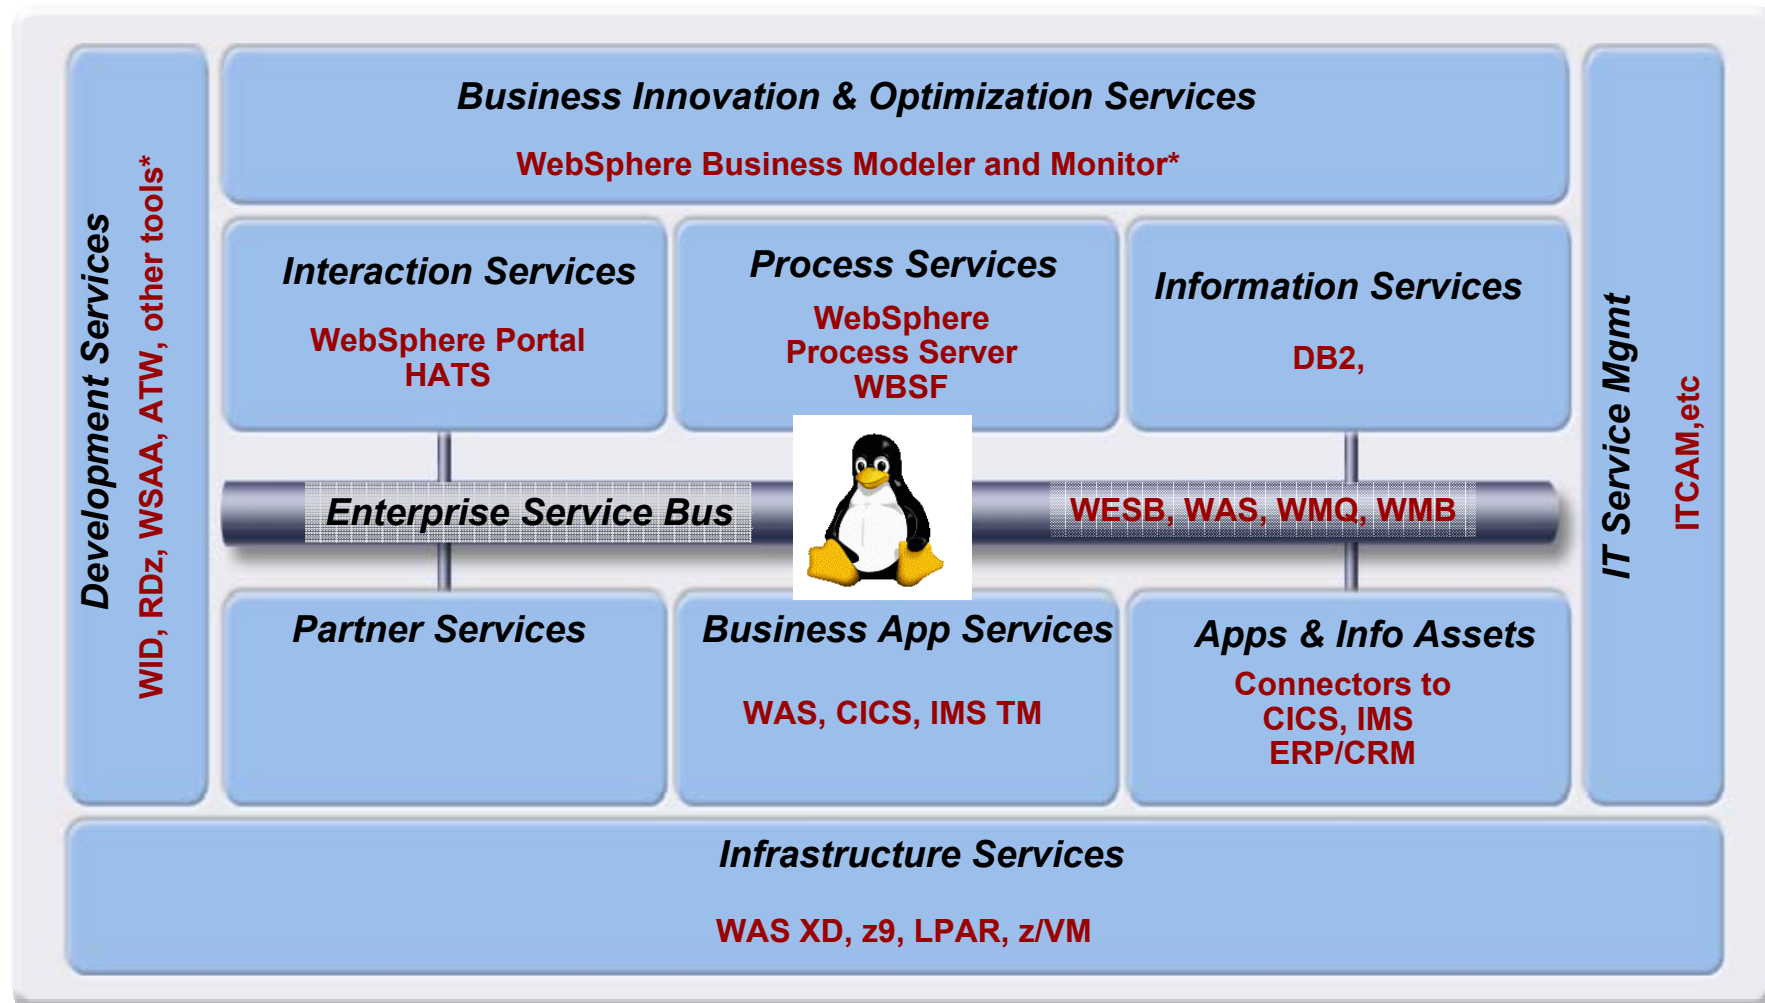 Business Innovation & Optimization Services
WebSphere Business Modeler and Monitor*
Development Services
WID, RDz, WSAA, ATW, other tools*
Interaction Services
WebSphere Portal
HATS
Process Services
WebSphere
Process Server
WBSF
Information Services
DB2,
IT Service Mgmt
ITCAM,etc
Enterprise Service Bus
WESB, WAS, WMQ, WMB
Partner Services
Business App Services
WAS, CICS, IMS TM
Apps & Info Assets
Connectors to
CICS, IMS
ERP/CRM
Infrastructure Services
WAS XD, z9, LPAR, z/VM